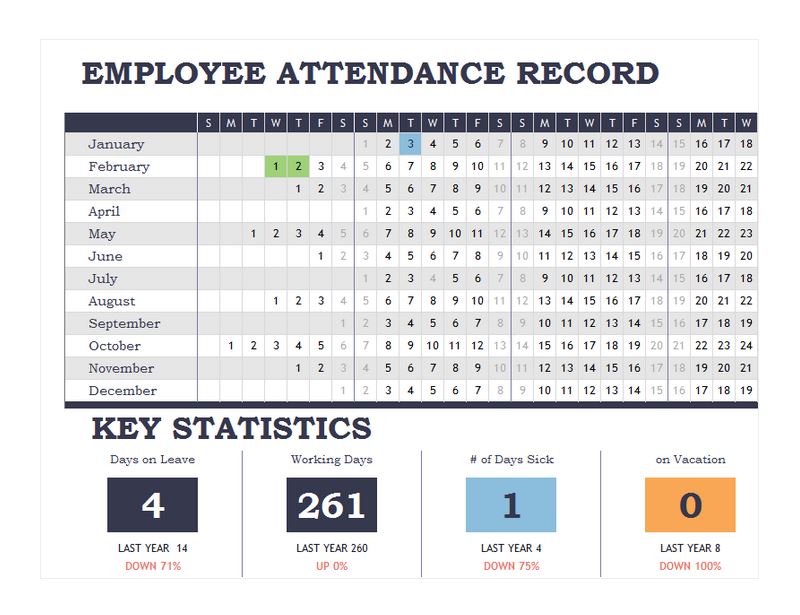 EMPLOYEE ATTENDANCE RECORD
S M T W T F S S M T W T F S S M T W T F S S M T W
January 1 2 3 4 5 6 7 8 9 10 11 12 13 14 15 16 17 18
February 1 2 3 4 5 6 7 8 9 10 11 12 13 14 15 16 17 18 19 20 21 22
March 1 2 3 4 5 6 7 8 9 10 11 12 13 14 15 16 17 18 19 20 21
April 1 2 3 4 5 6 7 8 9 10 11 12 13 14 15 16 17 18
May 1 2 3 4 5 6 7 8 9 10 11 12 13 14 15 16 17 18 19 20 21 22 23
June 1 2 3 4 5 6 7 8 9 10 11 12 13 14 15 16 17 18 19 20
July 1 2 3 4 5 6 7 8 9 10 11 12 13 14 15 16 17 18
August 1 2 3 4 5 6 7 8 9 10 11 12 13 14 15 16 17 18 19 20 21 22
September 1 2 3 4 5 6 7 8 9 10 11 12 13 14 15 16 17 18 19
October 1 2 3 4 5 6 7 8 9 10 11 12 13 14 15 16 17 18 19 20 21 22 23 24
November 1 2 3 4 5 6 7 8 9 10 11 12 13 14 15 16 17 18 19 20 21
December 1 2 3 4 5 6 7 8 9 10 11 12 13 14 15 16 17 18 19
KEY STATISTICS
Days on Leave Working Days # of Days Sick on Vacation
4 261 1 0
LAST YEAR 14 LAST YEAR 260 LAST YEAR 4 LAST YEAR 8
DOWN 71% UP 0% DOWN 75% DOWN 100%